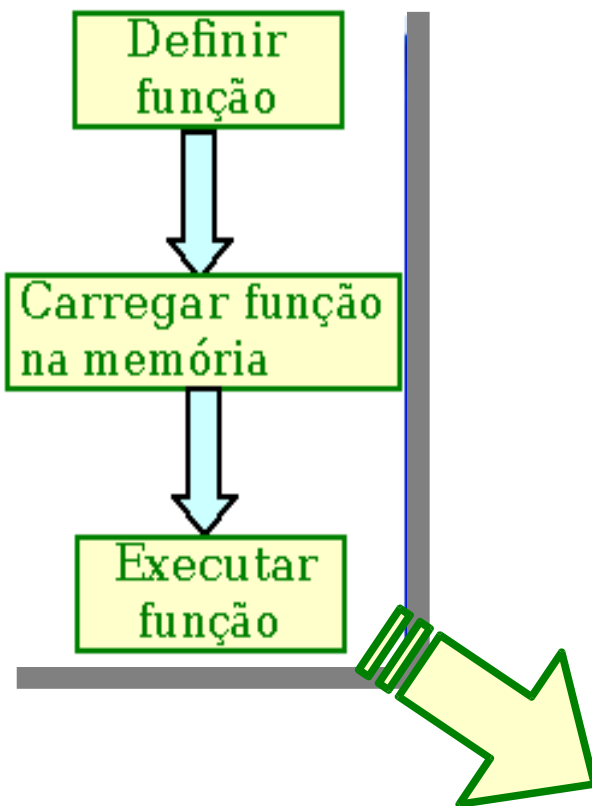 Definir
função
Carregar função
na memória
Executar
função